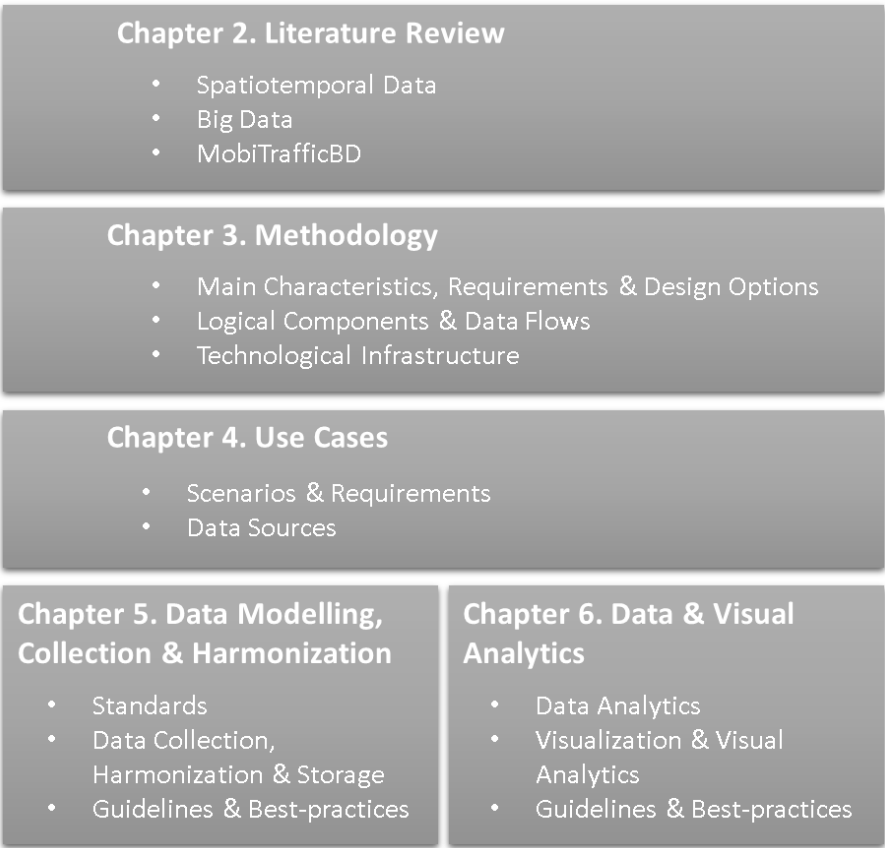 Chapter 2. Literature Review
• Spatiotemporal Data
• Big Data
• MobiTrafficBD
Chapter 3. Methodology
• Main Characteristics, Requirements & Design Options
• Logical Components & Data Flows
• Technological Infrastructure
Chapter 4. Use Cases
• Scenarios & Requirements
• Data Sources
Chapter 5. Data Modelling,
Collection & Harmonization
• Standards
• Data Collection,
Harmonization & Storage
• Guidelines & Best-practices
Chapter 6. Data & Visual
Analytics
• Data Analytics
• Visualization & Visual
Analytics
• Guidelines & Best-practices